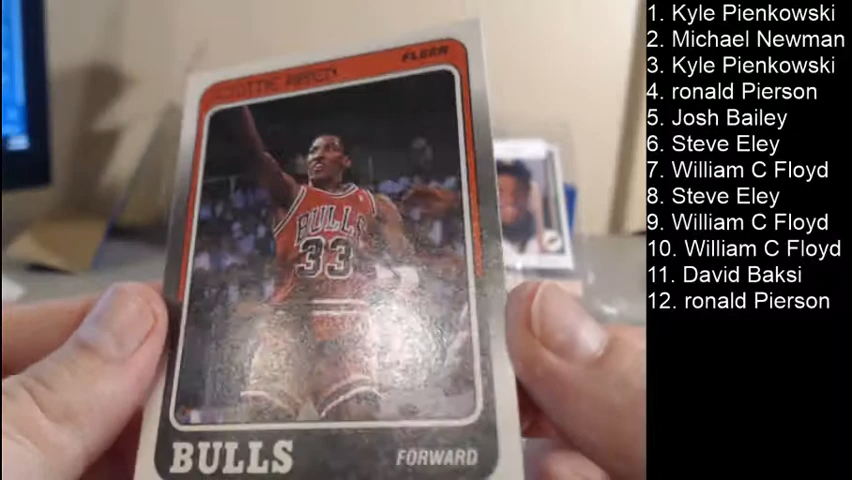 SCOTTIE PIPPEN
FLEER
BULLS
33
BULLS
FORWARD
1. Kyle Pienkowski
2. Michael Newman
3. Kyle Pienkowski
4. ronald Pierson
5. Josh Bailey
6. Steve Eley
7. William C Floyd
8. Steve Eley
9. William C Floyd
10. William C Floyd
11. David Baksi
12. ronald Pierson